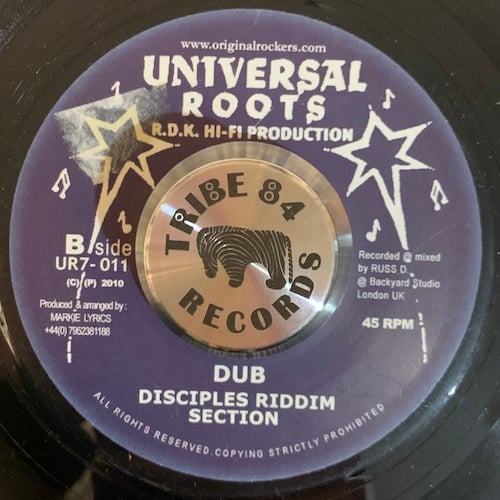 www.originalrockers.com
UNIVERSAL
ROOTS
R.D.K. HI-FI PRODUCTION
TRIBE 84
RECORDS
B/side
UR7- 011
(C) (P) 2010
Produced & arranged by :
MARKIE LYRICS
+44(0) 7952381188
Recorded @ mixed
by RUSS D.
@ Backyard Studio
London UK
45 RPM
DUB
DISCIPLES RIDDIM
SECTION
ALL RIGHTS RESERVED. COPYING STRICTLY PROHIBITED